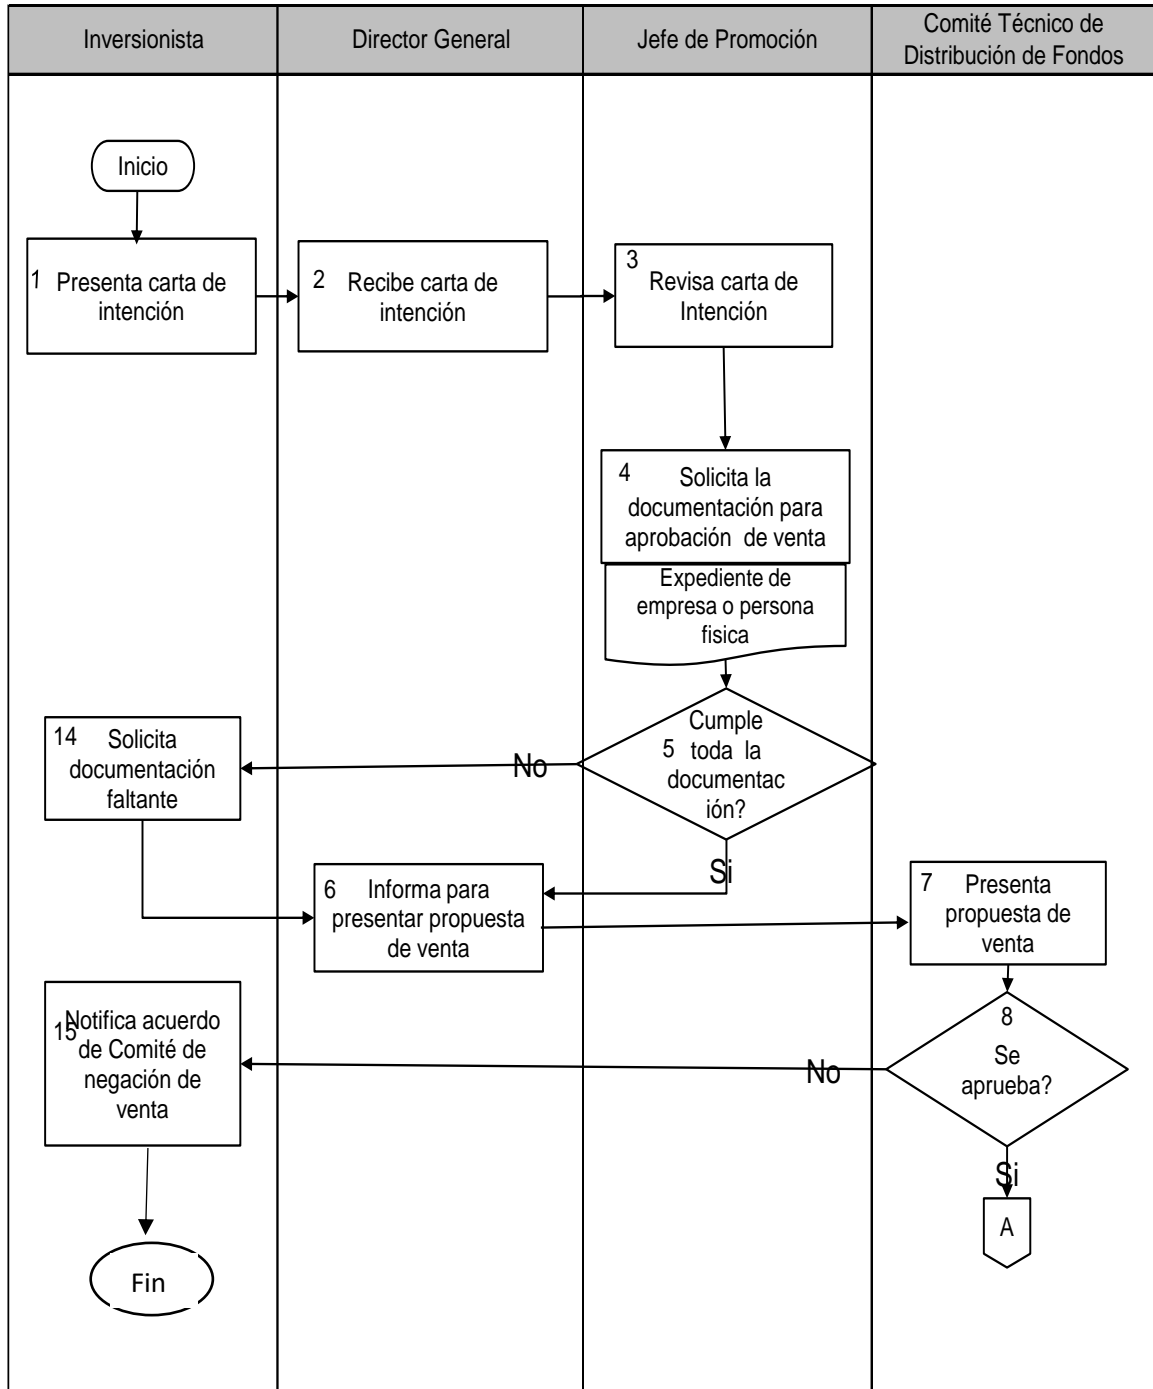 Inversionista
Director General
Jefe de Promoción
Comité Técnico de
Distribución de Fondos
Inicio
1 Presenta carta de
intención
2 Recibe carta de
intención
3
Revisa carta de
Intención
4 Solicita la
documentación para
aprobación de venta
Expediente de
empresa o persona
fisica
Cumple
5 toda la
documentac
ión?
No
14 Solicita
documentación
faltante
Si
6 Informa para
presentar propuesta
de venta
7 Presenta
propuesta de
venta
8
Se
aprueba?
No
15 Notifica acuerdo
de Comité de
negación de
venta
Si
A
Fin